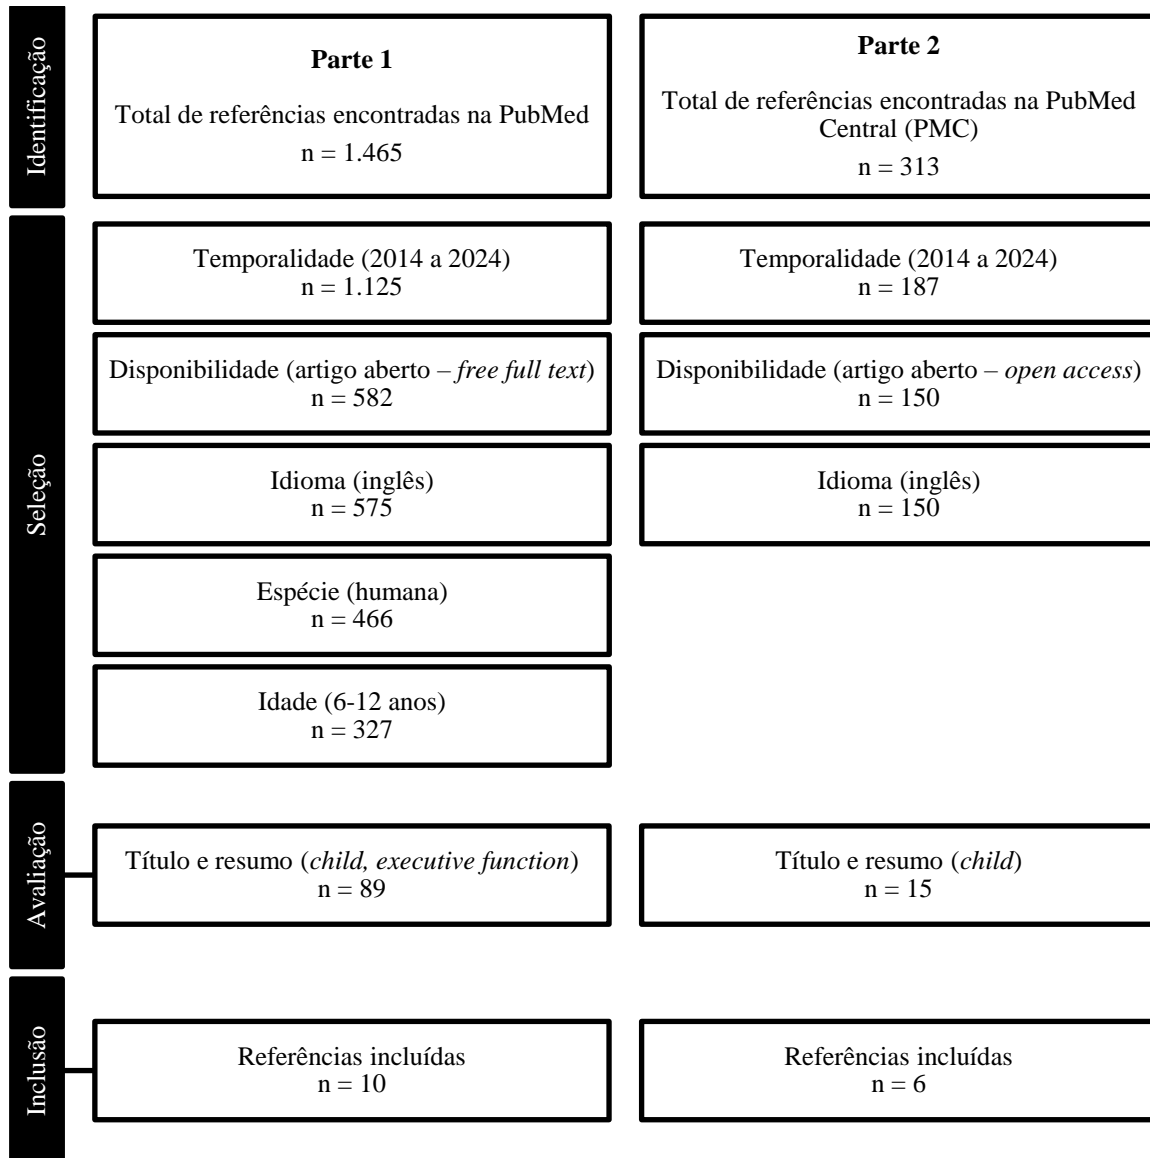 Identificação
Parte 1
Total de referências encontradas na PubMed
n = 1.465
Parte 2
Total de referências encontradas na PubMed
Central (PMC)
n = 313
Seleção
Temporalidade (2014 a 2024)
n = 1.125
Temporalidade (2014 a 2024)
n = 187
Disponibilidade (artigo aberto – free full text)
n = 582
Disponibilidade (artigo aberto – open access)
n = 150
Idioma (inglês)
n = 575
Idioma (inglês)
n = 150
Espécie (humana)
n = 466
Idade (6-12 anos)
n = 327
Avaliação
Título e resumo (child, executive function)
n = 89
Título e resumo (child)
n = 15
Inclusão
Referências incluídas
n = 10
Referências incluídas
n = 6